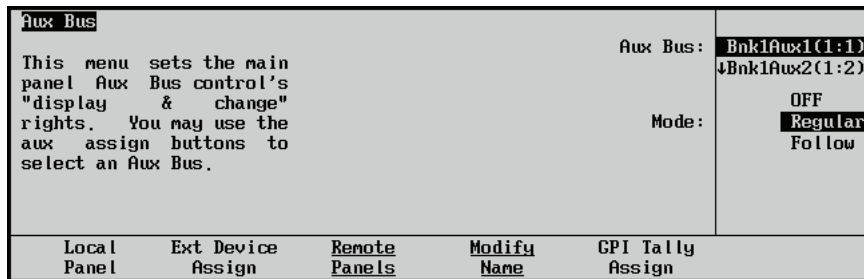 Aux Bus
This menu sets the main
panel Aux Bus control's
"display & change"
rights. You may use the
aux assign buttons to
select an Aux Bus.
Aux Bus:
Bnk1Aux1(1:1)
↓Bnk1Aux2(1:2)
Mode:
OFF
Regular
Follow
Local Panel
Ext Device Assign
Remote Panels
Modify Name
GPI Tally Assign